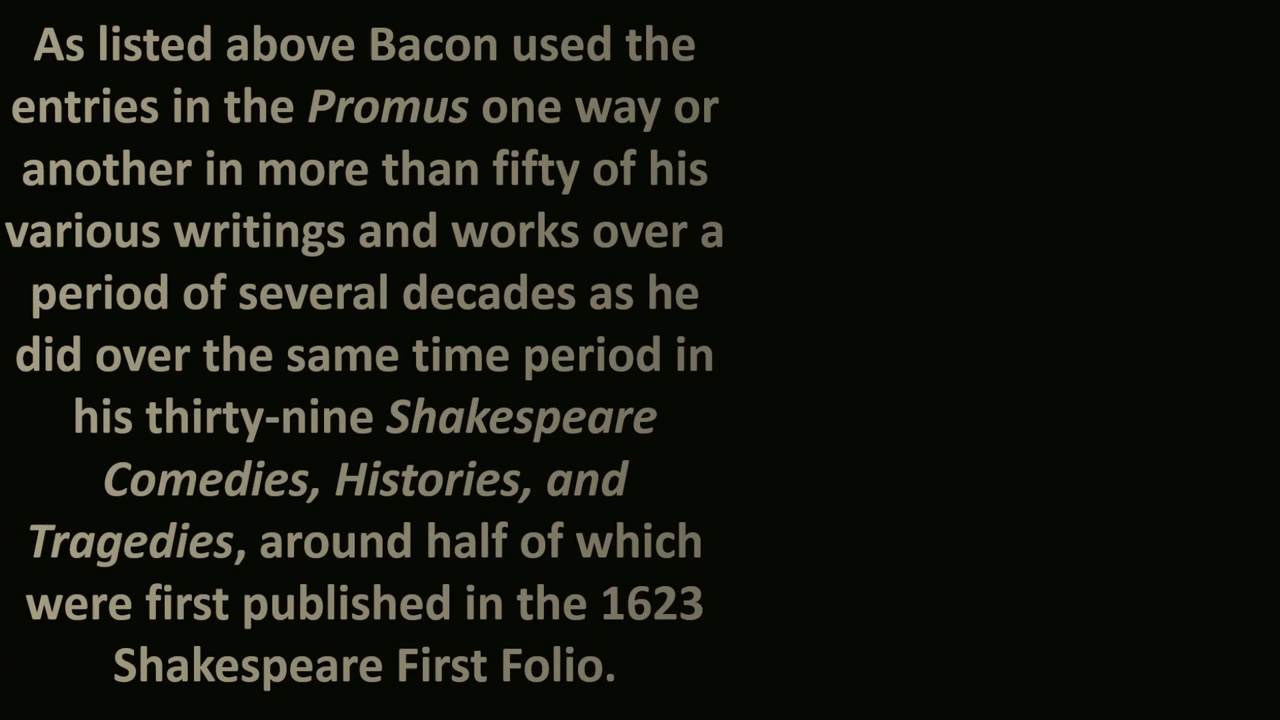 As listed above Bacon used the
entries in the Promus one way or
another in more than fifty of his
various writings and works over a
period of several decades as he
did over the same time period in
his thirty-nine Shakespeare
Comedies, Histories, and
Tragedies, around half of which
were first published in the 1623
Shakespeare First Folio.